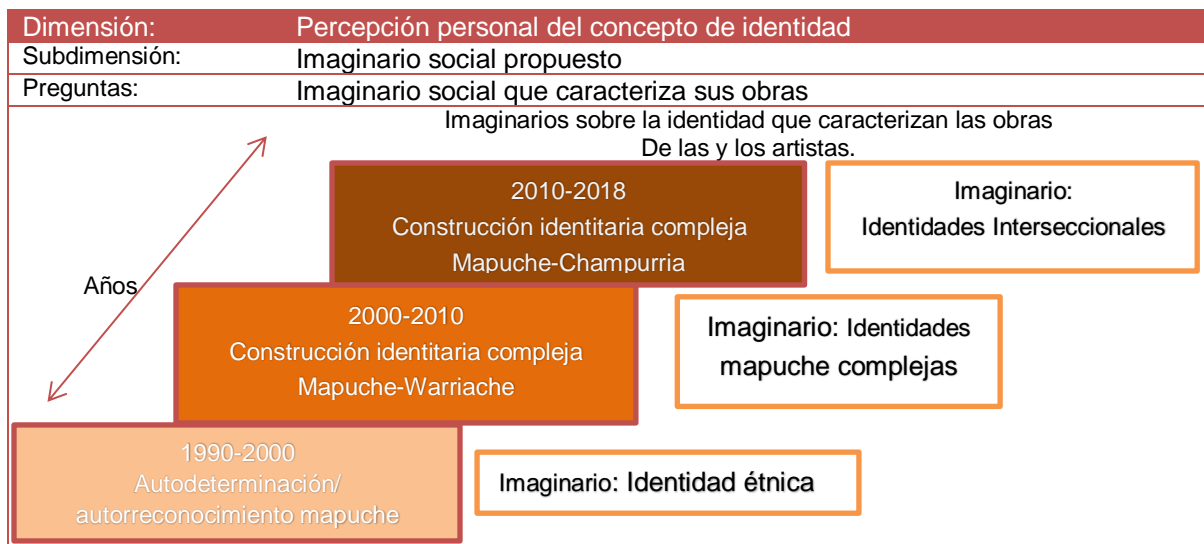 Dimensión: Percepción personal del concepto de identidad
Subdimensión: Imaginario social propuesto
Preguntas: Imaginario social que caracteriza sus obras
Imaginarios sobre la identidad que caracterizan las obras
De las y los artistas.
2010-2018
Construcción identitaria compleja
Mapuche-Champurria
Imaginario:
Identidades Interseccionales
Años
2000-2010
Construcción identitaria compleja
Mapuche-Warriache
Imaginario: Identidades
mapuche complejas
1990-2000
Autodeterminación/
autorreconocimiento mapuche
Imaginario: Identidad étnica